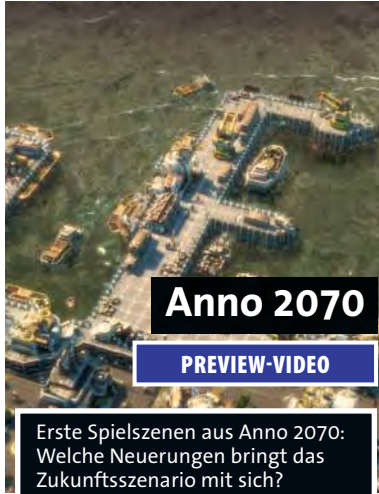 Anno 2070
PREVIEW-VIDEO
Erste Spielszenen aus Anno 2070:
Welche Neuerungen bringt das
Zukunftsszenario mit sich?